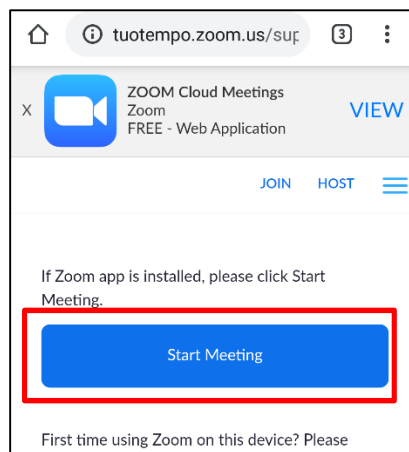 tuotempo.zoom.us/sup
3
X
ZOOM Cloud Meetings
Zoom
FREE - Web Application
VIEW
JOIN HOST
If Zoom app is installed, please click Start
Meeting.
Start Meeting
First time using Zoom on this device? Please